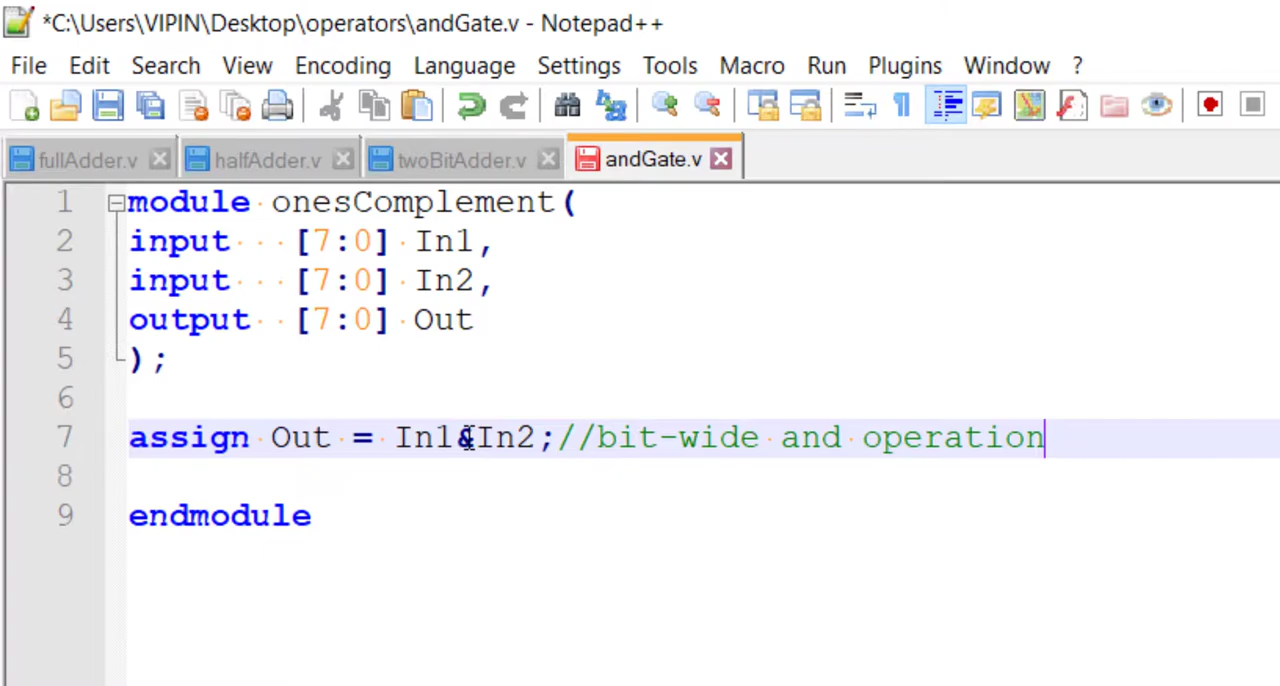 *C:\Users\VIPIN\Desktop\operators\andGate.v - Notepad++
File Edit Search View Encoding Language Settings Tools Macro Run Plugins Window ?
fullAdder.v halfAdder.v twoBitAdder.v andGate.v
1 module onesComplement(
2 input [7:0] In1,
3 input [7:0] In2,
4 output [7:0] Out
5 );
6
7 assign Out = In1&In2;//bit-wide and operation
8
9 endmodule